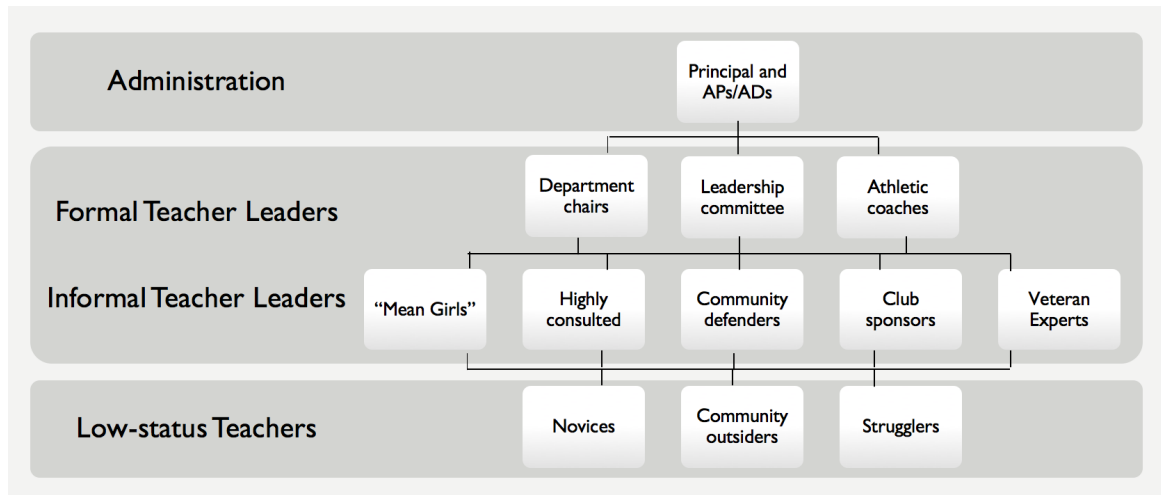 Administration
Principal and
APs/ADs
Formal Teacher Leaders
Department
chairs
Leadership
committee
Athletic
coaches
Informal Teacher Leaders
“Mean Girls”
Highly
consulted
Community
defenders
Club
sponsors
Veteran
Experts
Low-status Teachers
Novices
Community
outsiders
Strugglers